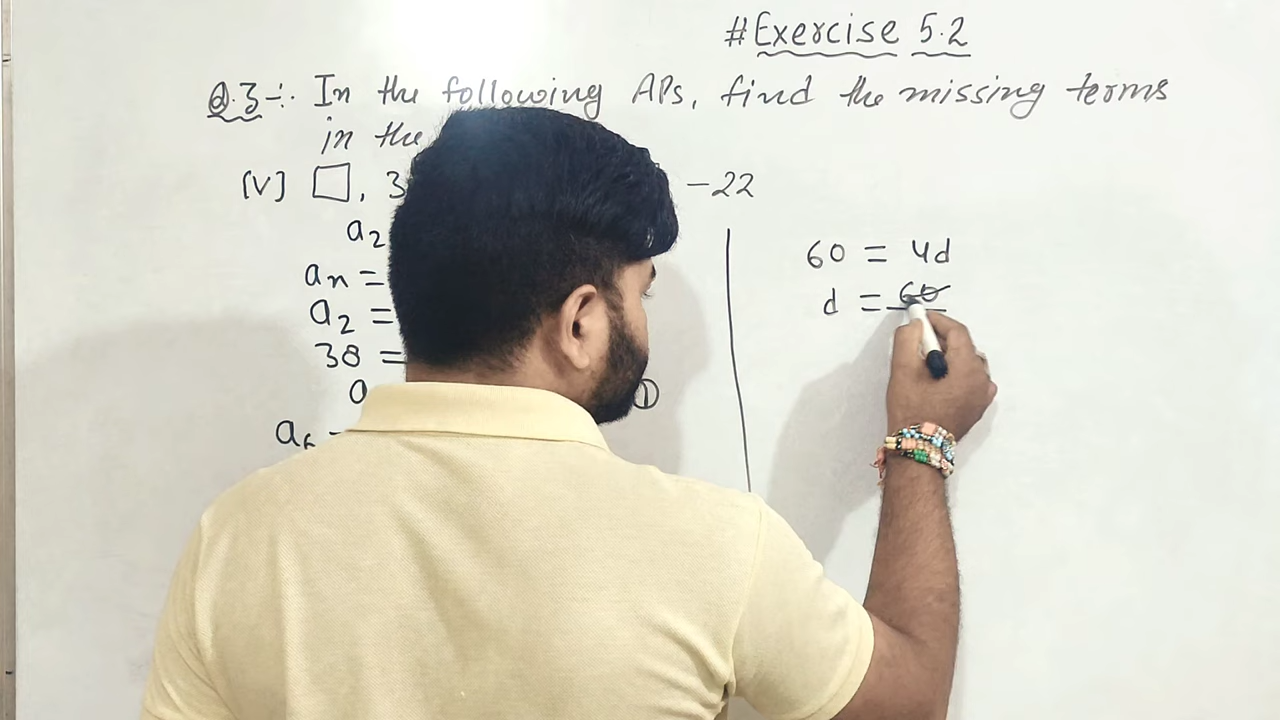 #Exercise 5.2
Q.3-: In the following APs, find the missing terms
in the
(V) □, 3 -22
a2
an =
a2 =
38 =
a ①
a6
60 = 4d
d = 60